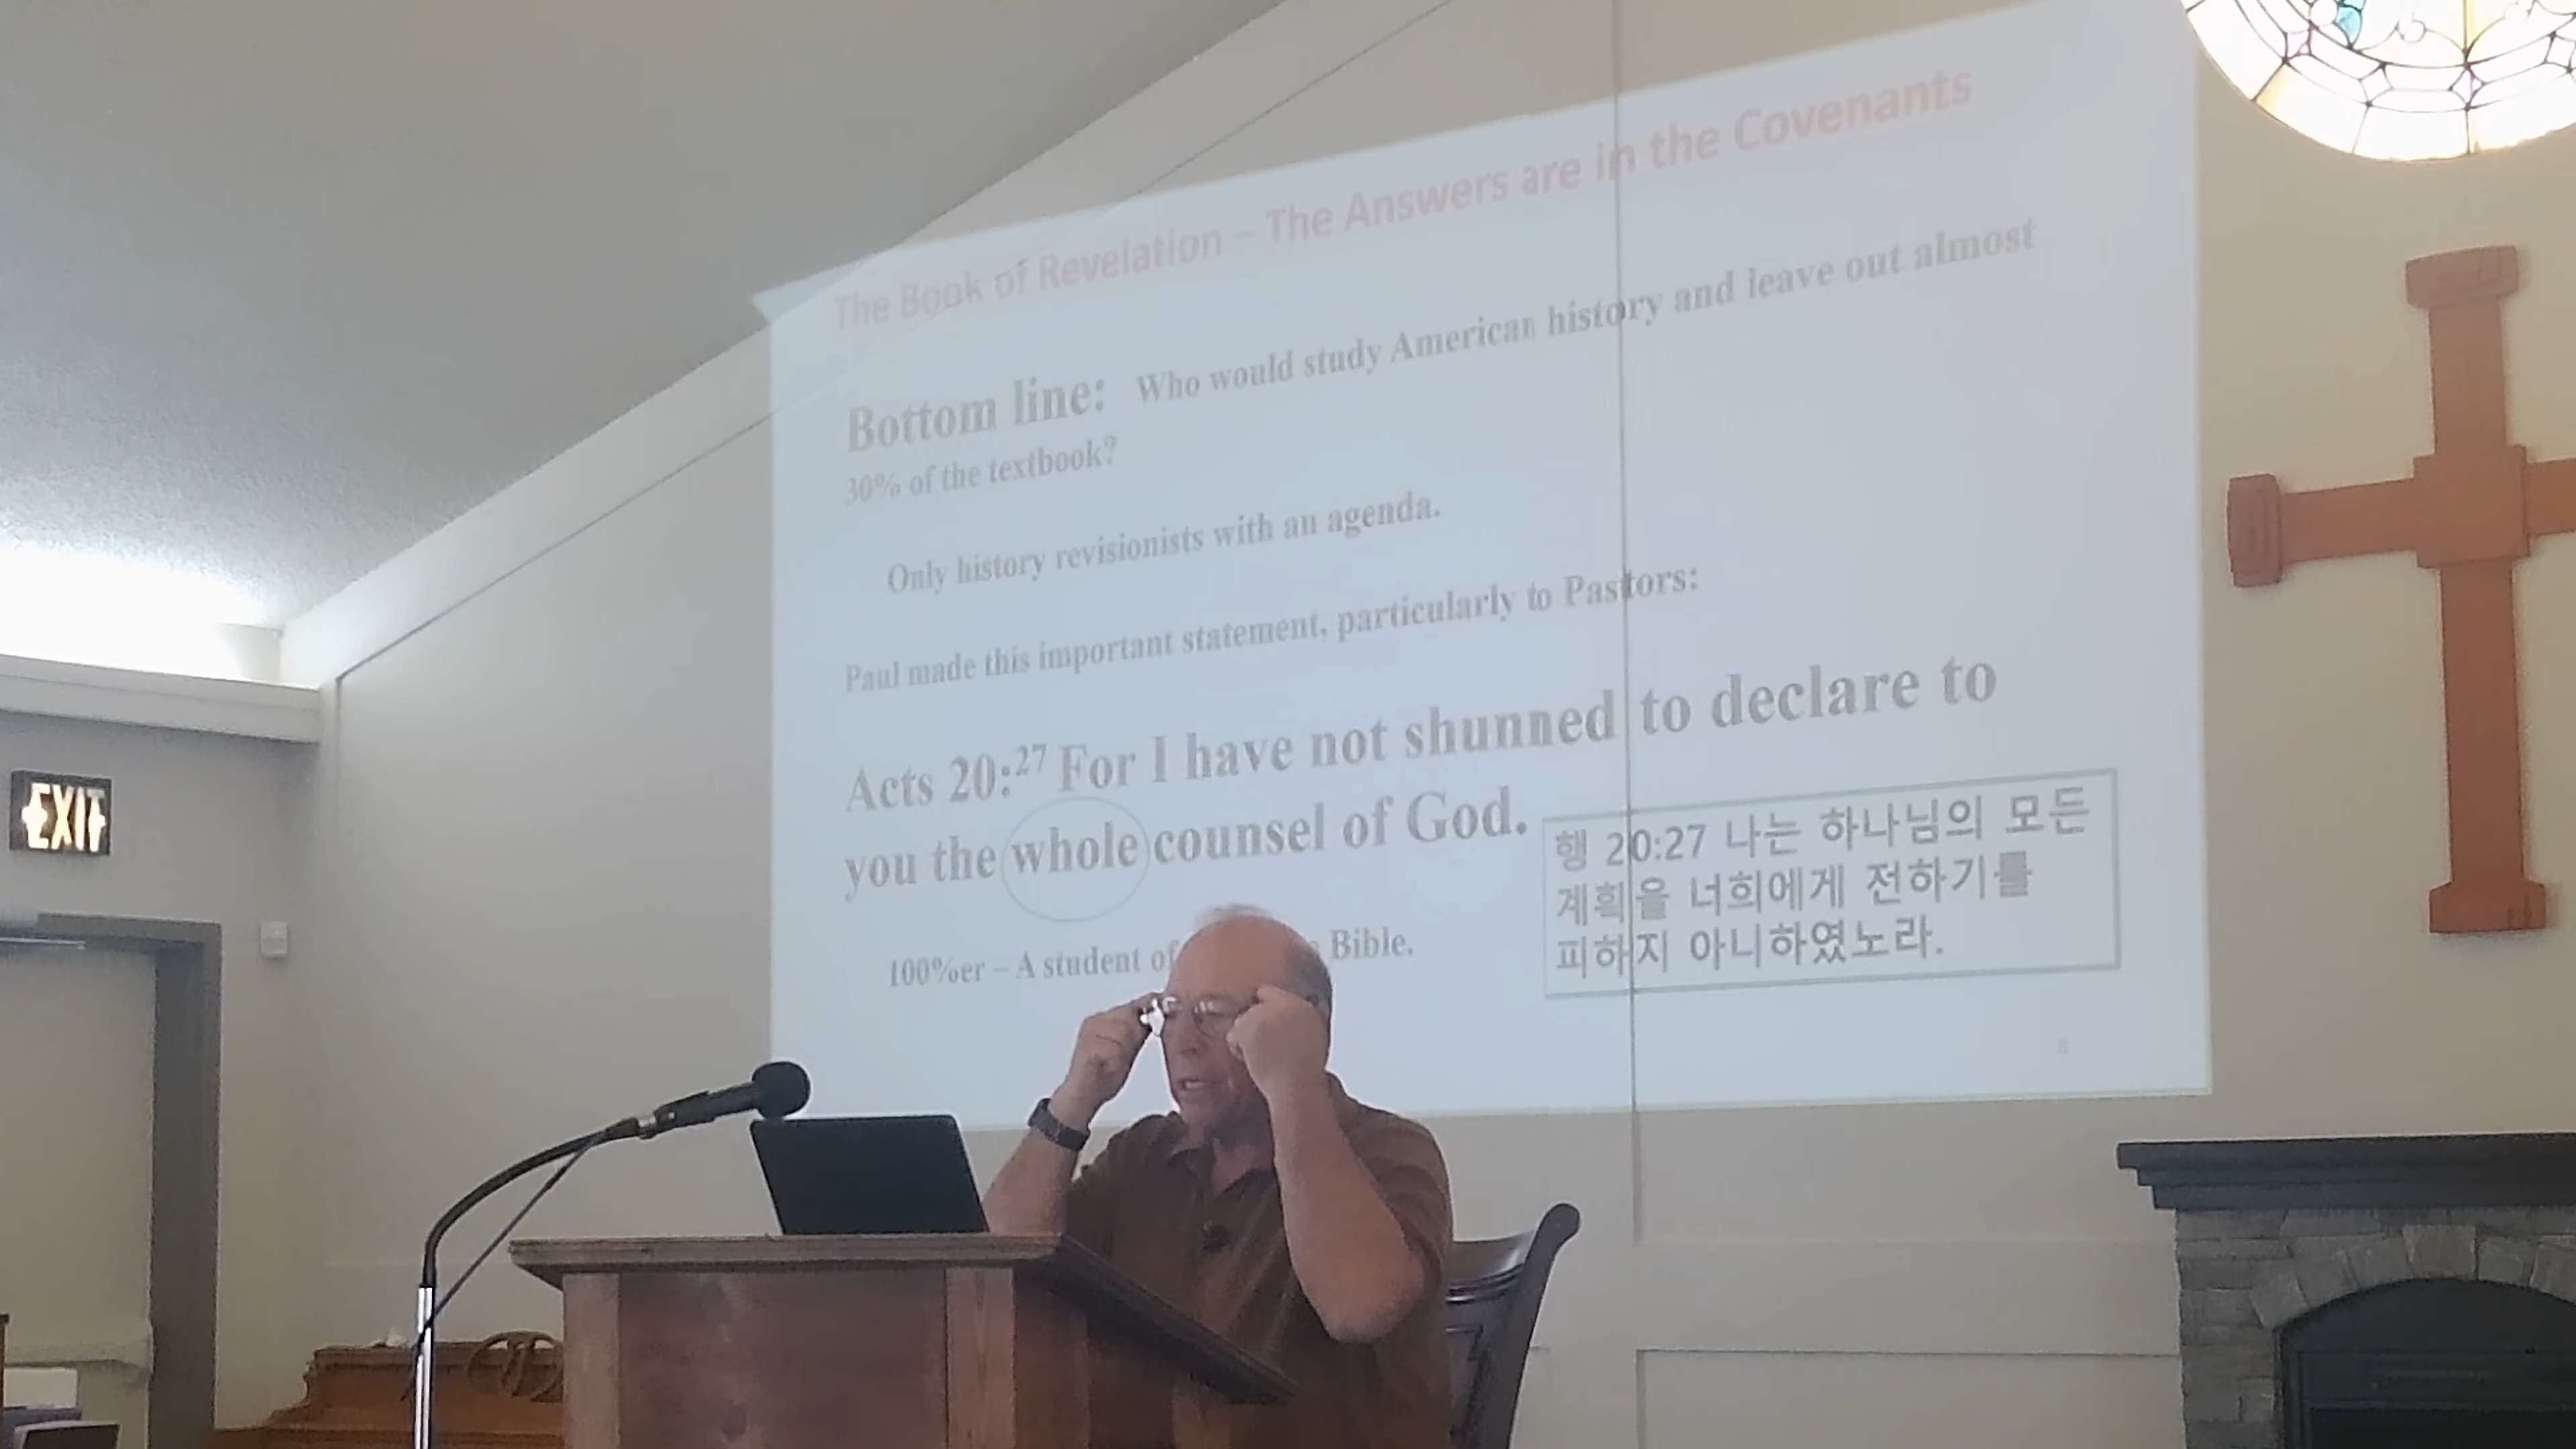 The Book of Revelation – The Answers are in the Covenants
Bottom line: Who would study American history and leave out almost
30% of the textbook?
Only history revisionists with an agenda.
Paul made this important statement, particularly to Pastors:
Acts 20:27 For I have not shunned to declare to
you the whole counsel of God.
행 20:27 나는 하나님의 모든
계획을 너희에게 전하기를
피하지 아니하였노라.
100%er – A student of Bible.
8
EXIT